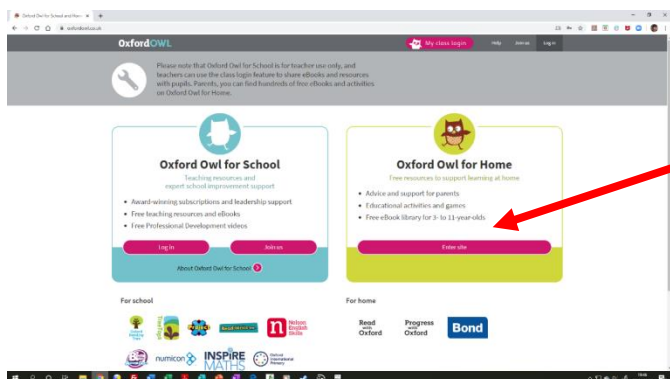 Oxford Owl for School and Hom
oxfordowl.co.uk
OxfordOWL
My class login
Help
Join us
Log in
Please note that Oxford Owl for School is for teacher use only, and
teachers can use the class login feature to share eBooks and resources
with pupils. Parents, you can find hundreds of free eBooks and activities
on Oxford Owl for Home.
Oxford Owl for School
Teaching resources and
expert school improvement support
• Award-winning subscriptions and leadership support
• Free teaching resources and eBooks
• Free Professional Development videos
Log in
Join us
About Oxford Owl for School
Oxford Owl for Home
Free resources to support learning at home
• Advice and support for parents
• Educational activities and games
• Free eBook library for 3- to 11-year-olds
Enter site
For school
Project
n Nelson English Skills
numicon
INSPIRE MATHS
Oxford International Primary
For home
Read with Oxford
Progress with Oxford
Bond